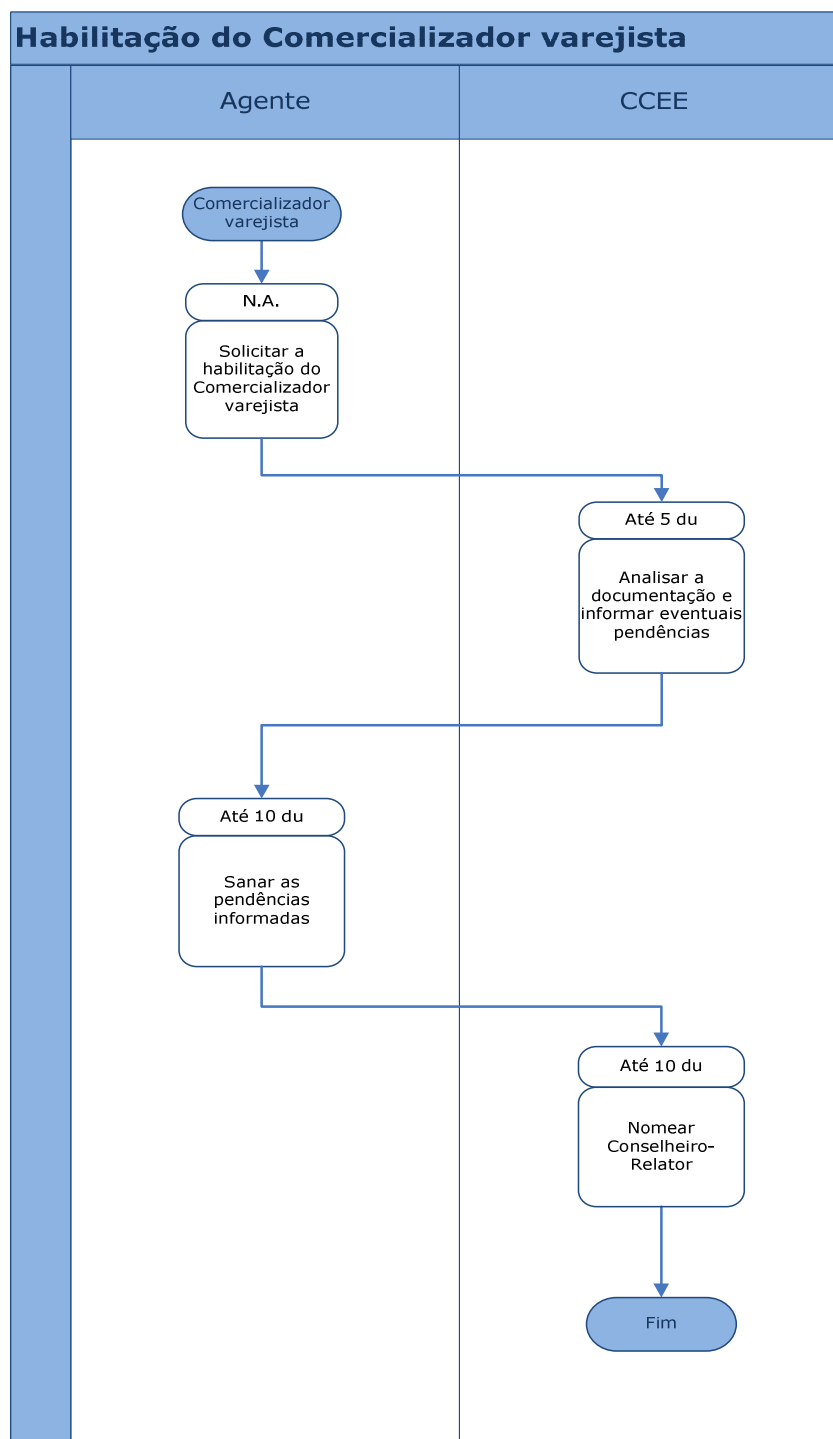 Habilitação do Comercializador varejista
Agente
CCEE
Comercializador
varejista
N.A.
Solicitar a
habilitação do
Comercializador
varejista
Até 5 du
Analisar a
documentação e
informar eventuais
pendências
Até 10 du
Sanar as
pendências
informadas
Até 10 du
Nomear
Conselheiro-
Relator
Fim